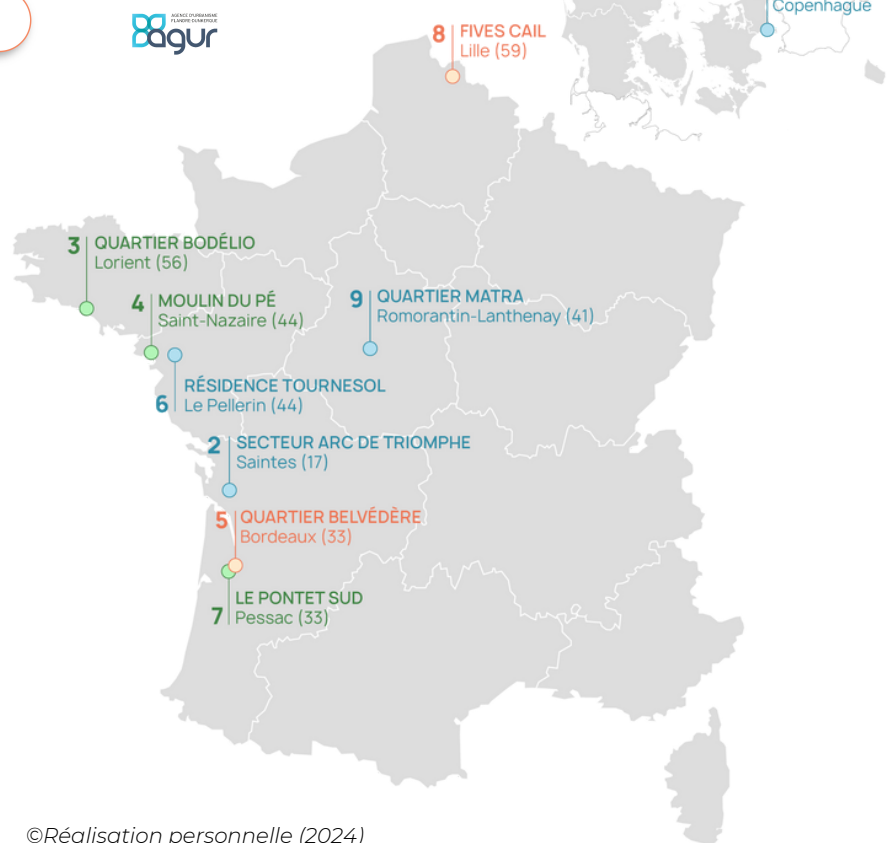 Copenhague
AGENCE D'URBANISME
FLANDRE-DUNKERQUE
agur
8 FIVES CAIL
Lille (59)
3 QUARTIER BODÉLIO
Lorient (56)
4 MOULIN DU PÉ
Saint-Nazaire (44)
9 QUARTIER MATRA
Romorantin-Lanthenay (41)
RÉSIDENCE TOURNESOL
6 Le Pellerin (44)
2 SECTEUR ARC DE TRIOMPHE
Saintes (17)
5 QUARTIER BELVÉDÈRE
Bordeaux (33)
LE PONTET SUD
7 Pessac (33)
©Réalisation personnelle (2024)